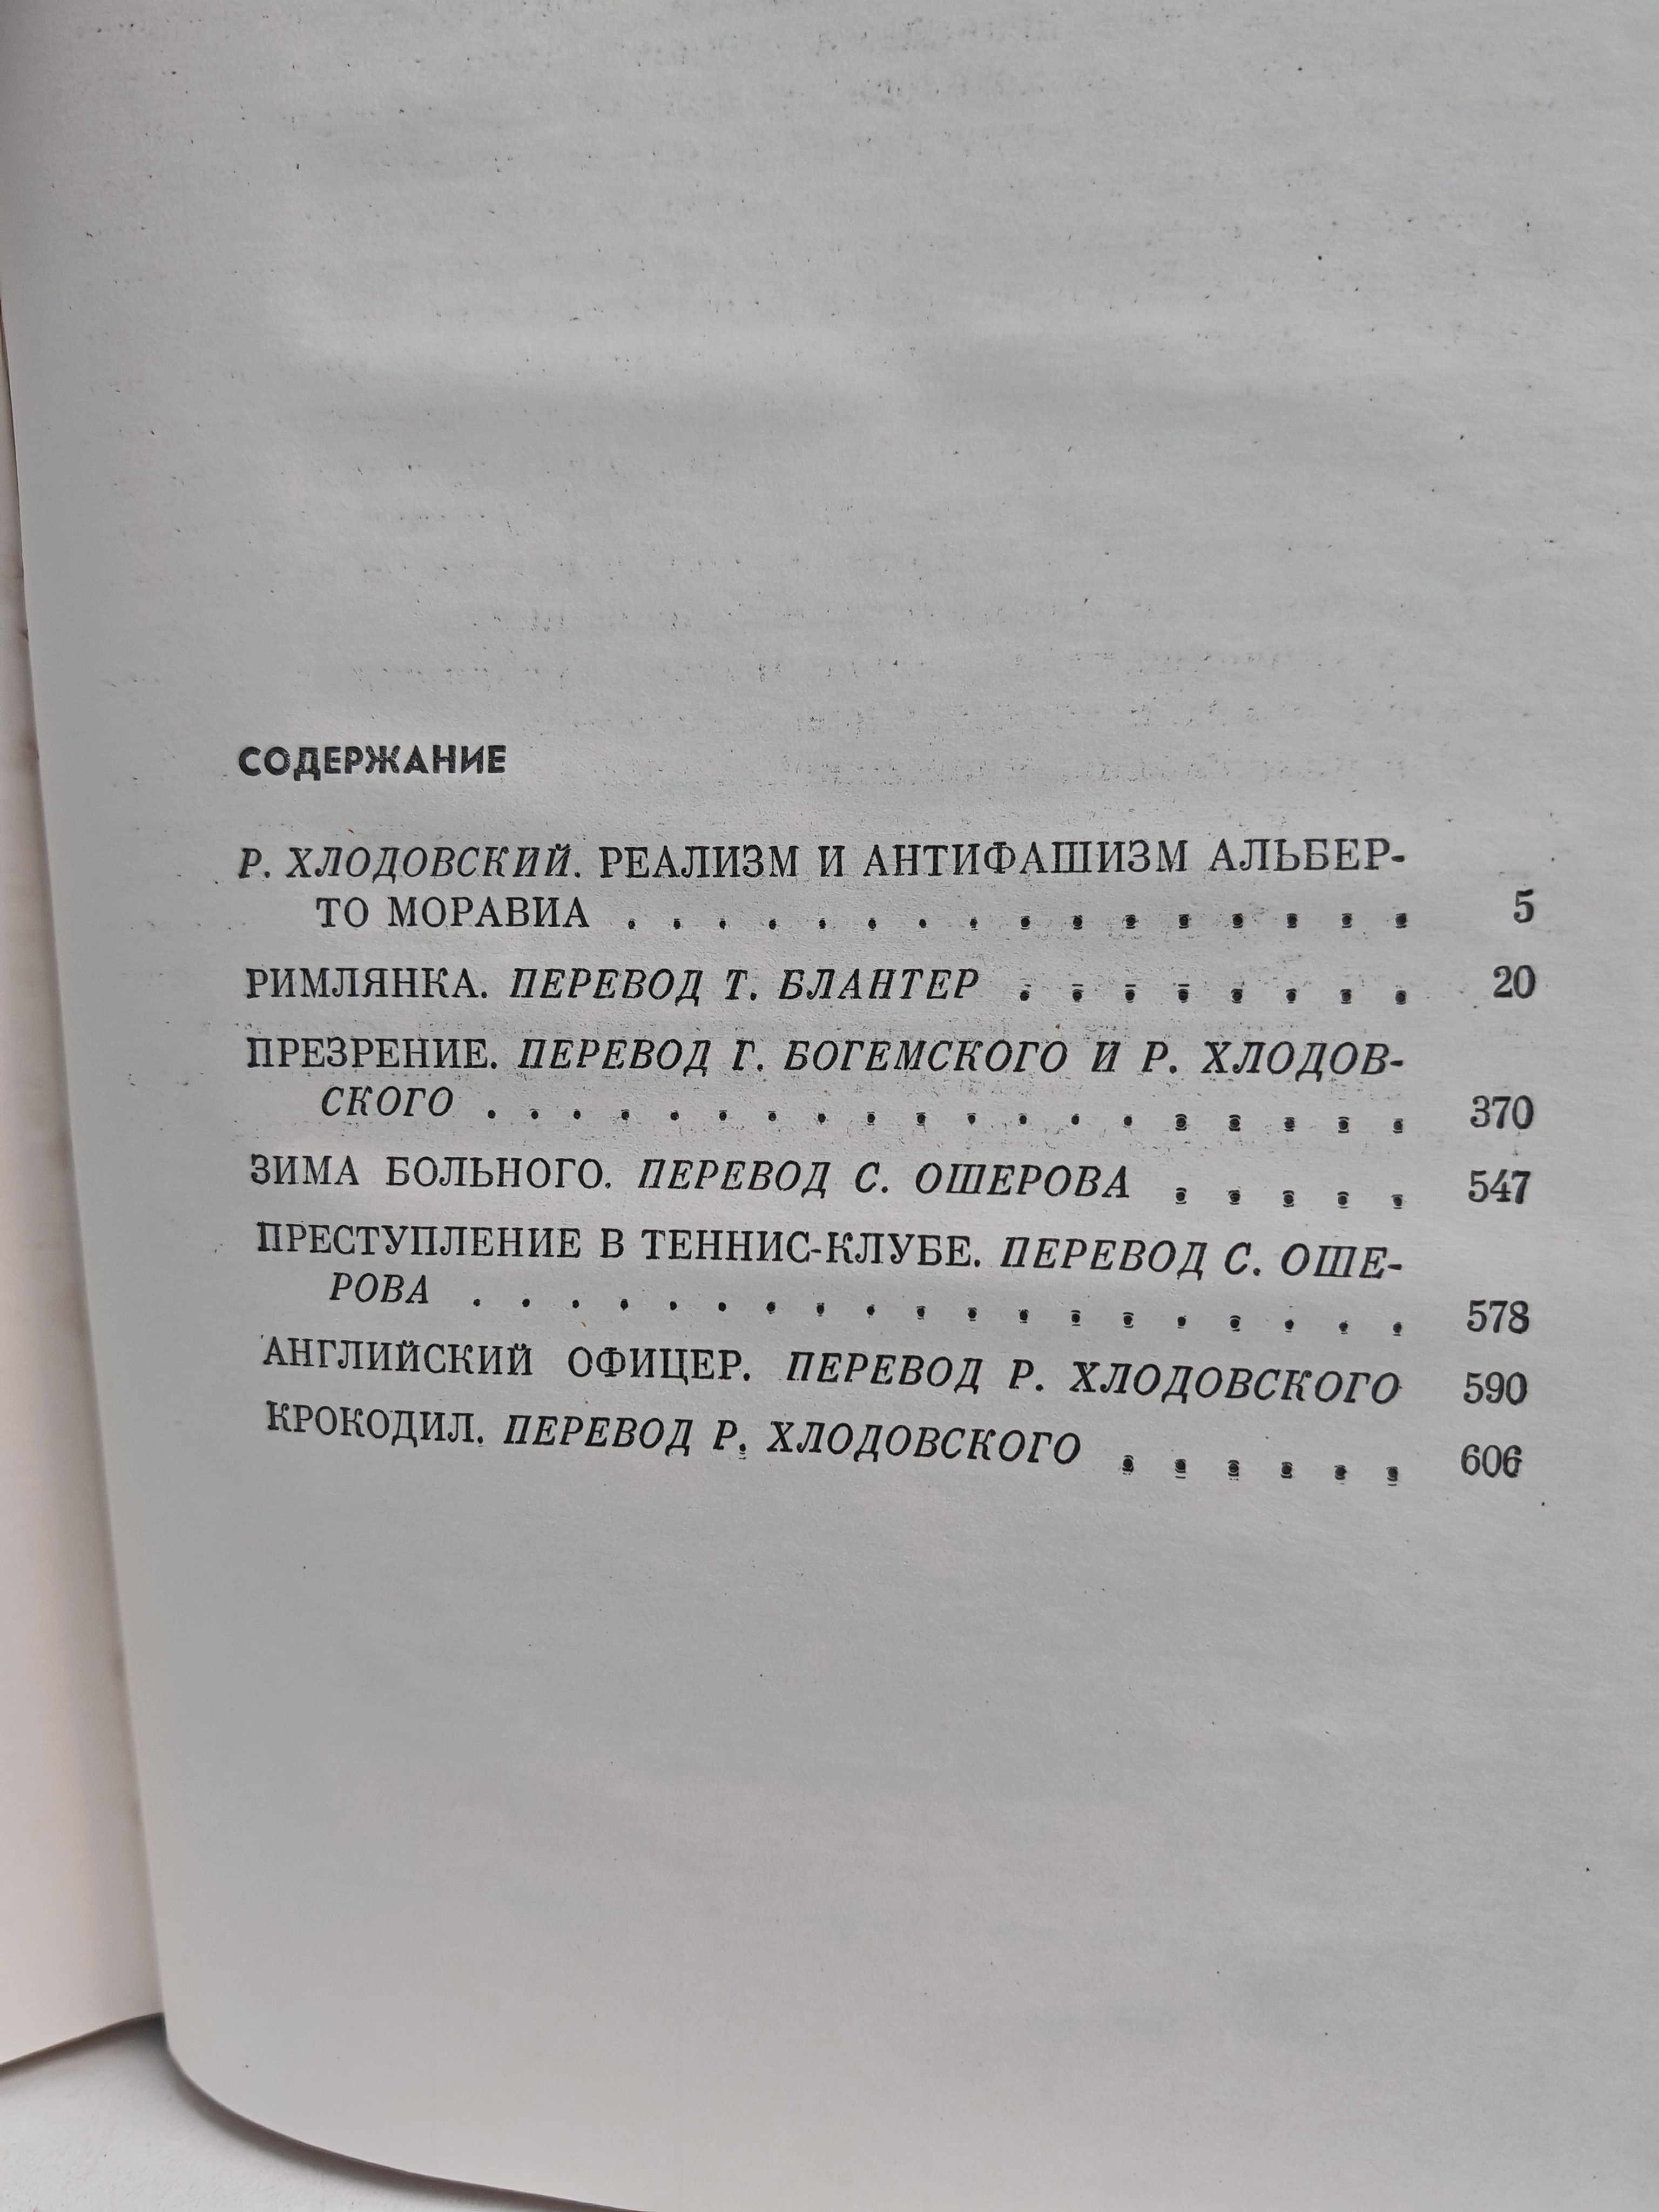 СОДЕРЖАНИЕ
Р. ХЛОДОВСКИЙ. РЕАЛИЗМ И АНТИФАШИЗМ АЛЬБЕР-
ТО МОРАВИА . . . . . . . . . . . . . . . . 5
РИМЛЯНКА. ПЕРЕВОД Т. БЛАНТЕР . . . . . . . . 20
ПРЕЗРЕНИЕ. ПЕРЕВОД Г. БОГЕМСКОГО И Р. ХЛОДОВ-
СКОГО . . . . . . . . . . . . . . . . . . . 370
ЗИМА БОЛЬНОГО. ПЕРЕВОД С. ОШЕРОВА . . . . . 547
ПРЕСТУПЛЕНИЕ В ТЕННИС-КЛУБЕ. ПЕРЕВОД С. ОШЕ-
РОВА . . . . . . . . . . . . . . . . . . . 578
АНГЛИЙСКИЙ ОФИЦЕР. ПЕРЕВОД Р. ХЛОДОВСКОГО 590
КРОКОДИЛ. ПЕРЕВОД Р. ХЛОДОВСКОГО . . . . . . 606